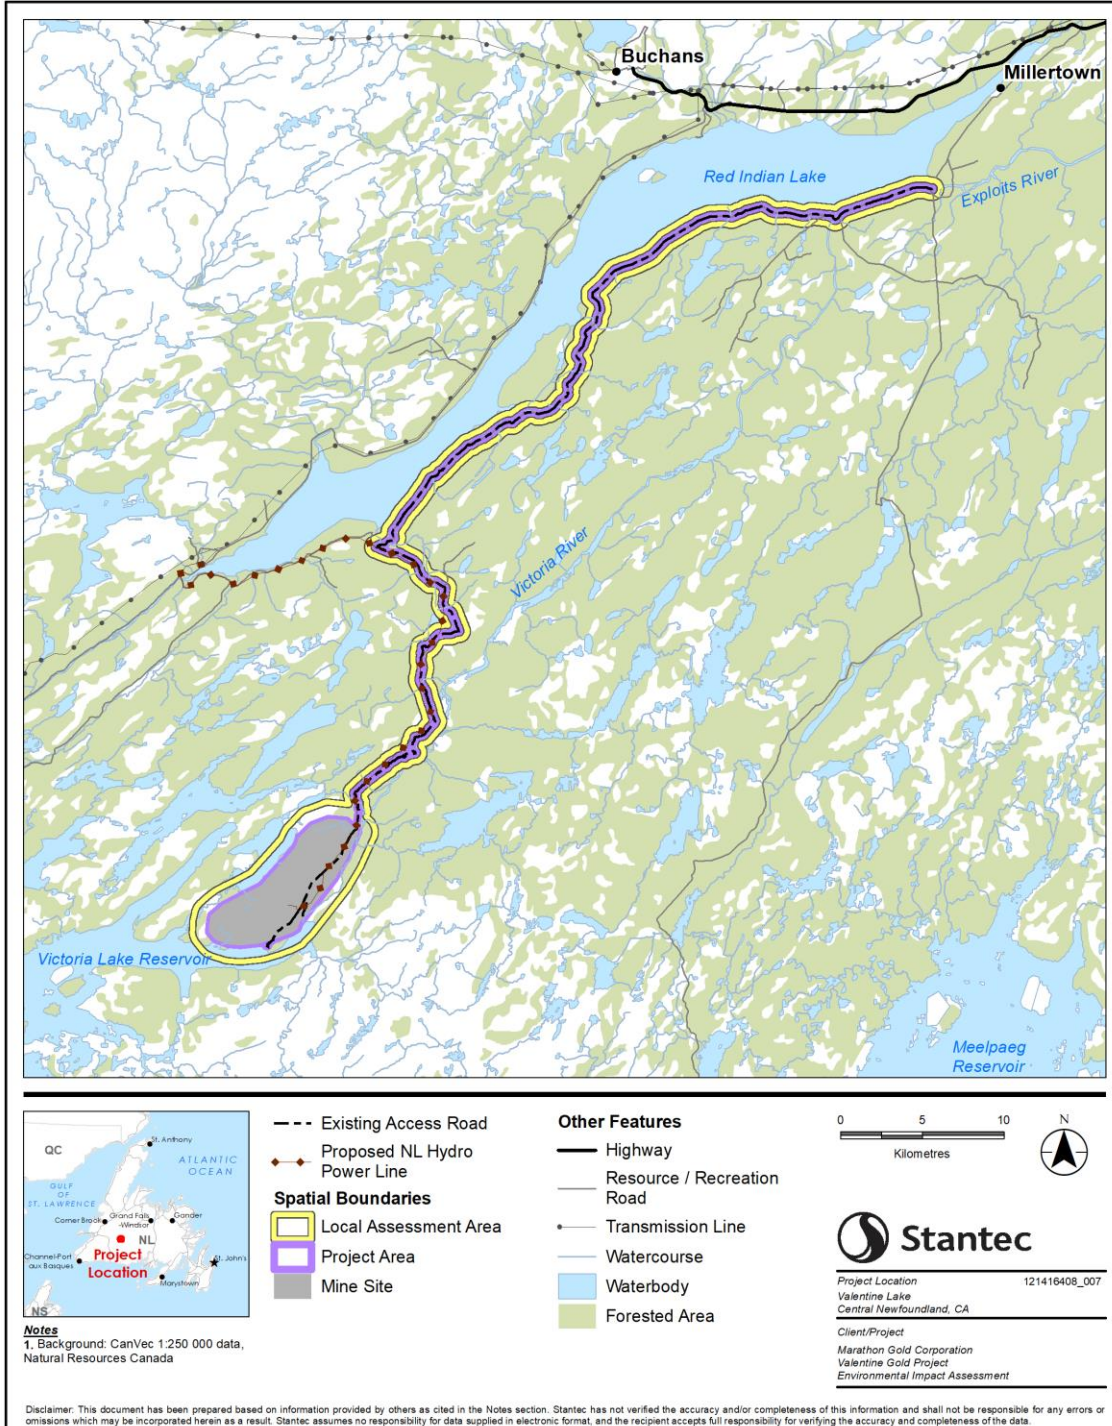 Buchans
Millertown
Red Indian Lake
Exploits River
Victoria River
Victoria Lake Reservoir
Meelpaeg
Reservoir
QC
St. Anthony
ATLANTIC
OCEAN
GULF
OF
ST. LAWRENCE
Corner Brook
Grand Falls
-Windsor
Gander
NL
Project
Location
Channel-Port
aux Basques
St. John's
Marystown
NS
Notes
1. Background: CanVec 1:250 000 data,
Natural Resources Canada
Existing Access Road
Proposed NL Hydro
Power Line
Spatial Boundaries
Local Assessment Area
Project Area
Mine Site
Other Features
Highway
Resource / Recreation
Road
Transmission Line
Watercourse
Waterbody
Forested Area
0 5 10
Kilometres
N
Stantec
Project Location 121416408_007
Valentine Lake
Central Newfoundland, CA
Client/Project
Marathon Gold Corporation
Valentine Gold Project
Environmental Impact Assessment
Disclaimer: This document has been prepared based on information provided by others as cited in the Notes section. Stantec has not verified the accuracy and/or completeness of this information and shall not be responsible for any errors or
omissions which may be incorporated herein as a result. Stantec assumes no responsibility for data supplied in electronic format, and the recipient accepts full responsibility for verifying the accuracy and completeness of the data.